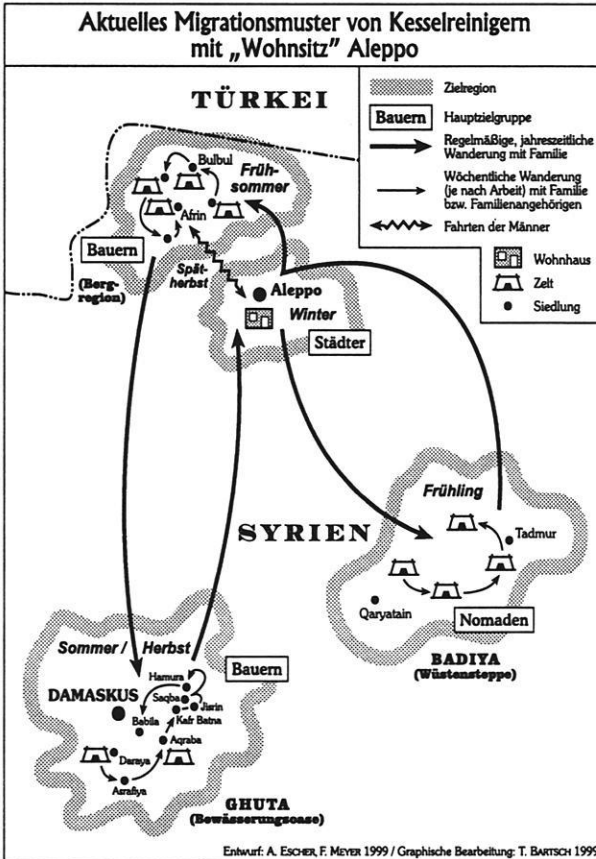 Aktuelles Migrationsmuster von Kesselreinigern
mit „Wohnsitz” Aleppo
Zielregion
Bauern
Hauptzielgruppe
Regelmäßige, jahreszeitliche
Wanderung mit Familie
Wöchentliche Wanderung
(je nach Arbeit) mit Familie
bzw. Familienangehörigen
Fahrten der Männer
Wohnhaus
Zelt
Siedlung
TÜRKEI
Bulbul
Früh-
sommer
Afrin
Bauern
(Berg-
region)
Spät-
herbst
Aleppo
Winter
Städter
SYRIEN
Frühling
Tadmur
Qaryatain
Nomaden
BADIYA
(Wüstensteppe)
Sommer / Herbst
Bauern
Hamura
DAMASKUS
Saqba
Jisrin
Kafr Batna
Babila
Aqraba
Daraya
Asrafiya
GHUTA
(Bewässerungsoase)
Entwurf: A. ESCHER, F. MEYER 1999 / Graphische Bearbeitung: T. BARTSCH 1999